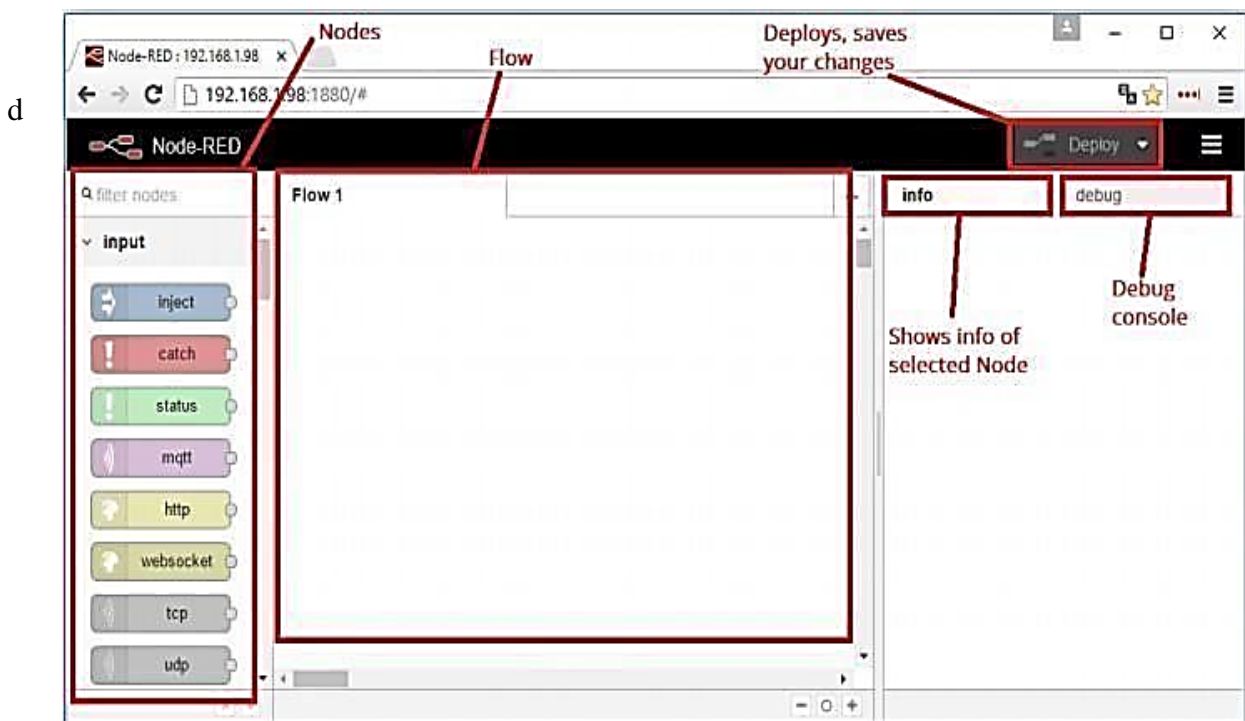 Nodes
Flow
Deploys, saves
your changes
Node-RED : 192.168.1.98
192.168.1.98:1880/#
d
Node-RED
Deploy
filter nodes
Flow 1
info
debug
input
inject
catch
status
mqtt
http
websocket
tcp
udp
Shows info of
selected Node
Debug
console